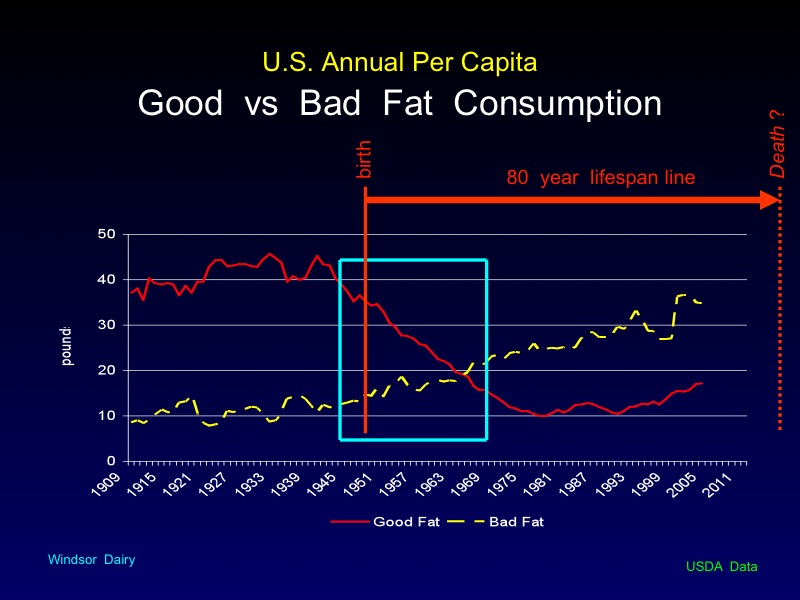 U.S. Annual Per Capita
Good vs Bad Fat Consumption
birth
Death ?
80 year lifespan line
50
40
30
20
10
0
pound
1909 1915 1921 1927 1933 1939 1945 1951 1957 1963 1969 1975 1981 1987 1993 1999 2005 2011
Good Fat Bad Fat
Windsor Dairy
USDA Data